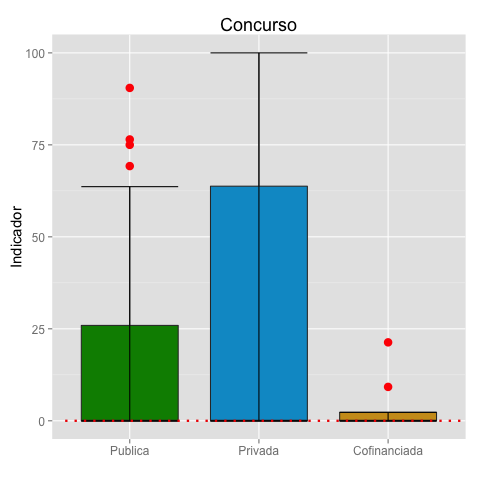 Concurso
Indicador
100
75
50
25
0
Publica
Privada
Cofinanciada